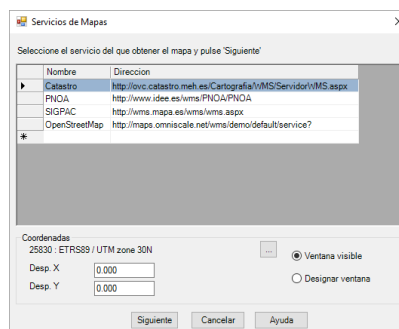 Servicios de Mapas
Seleccione el servicio del que obtener el mapa y pulse 'Siguiente'
Nombre Direccion
Catastro http://ovc.catastro.meh.es/Cartografia/WMS/ServidorWMS.aspx
PNOA http://www.idee.es/wms/PNOA/PNOA
SIGPAC http://wms.mapa.es/wms/wms.aspx
OpenStreetMap http://maps.omniscale.net/wms/demo/default/service?
Coordenadas
25830 : ETRS89 / UTM zone 30N ...
Ventana visible
Desp. X 0.000
Designar ventana
Desp. Y 0.000
Siguiente Cancelar Ayuda